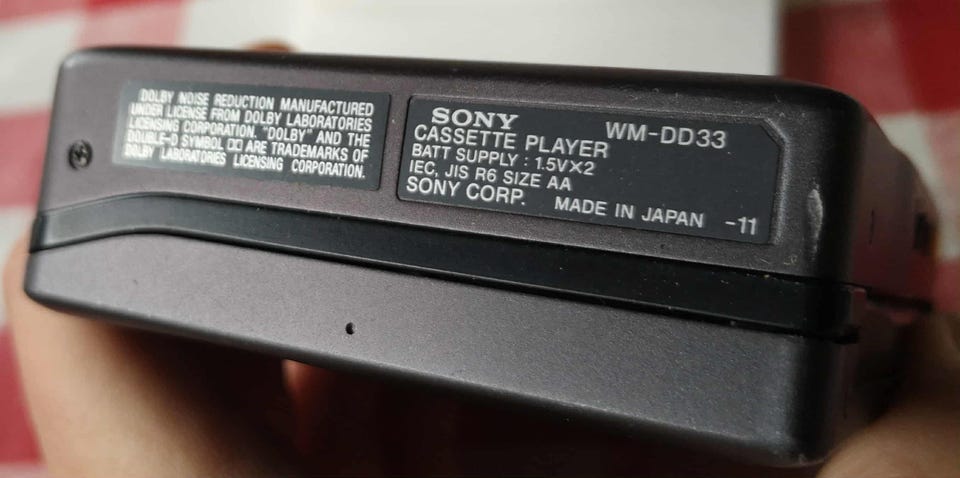 DOLBY NOISE REDUCTION MANUFACTURED
UNDER LICENSE FROM DOLBY LABORATORIES
LICENSING CORPORATION. "DOLBY" AND THE
DOUBLE-D SYMBOL DD ARE TRADEMARKS OF
DOLBY LABORATORIES LICENSING CORPORATION.
SONY WM-DD33
CASSETTE PLAYER
BATT SUPPLY : 1.5V×2
IEC, JIS R6 SIZE AA
SONY CORP. MADE IN JAPAN -11